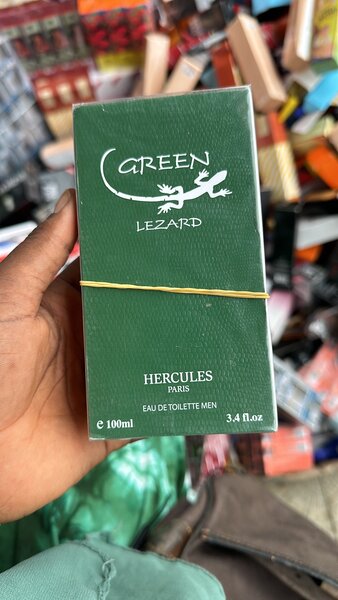 GREEN
LEZARD
HERCULES
PARIS
EAU DE TOILETTE MEN
e 100ml
3.4 fl.oz